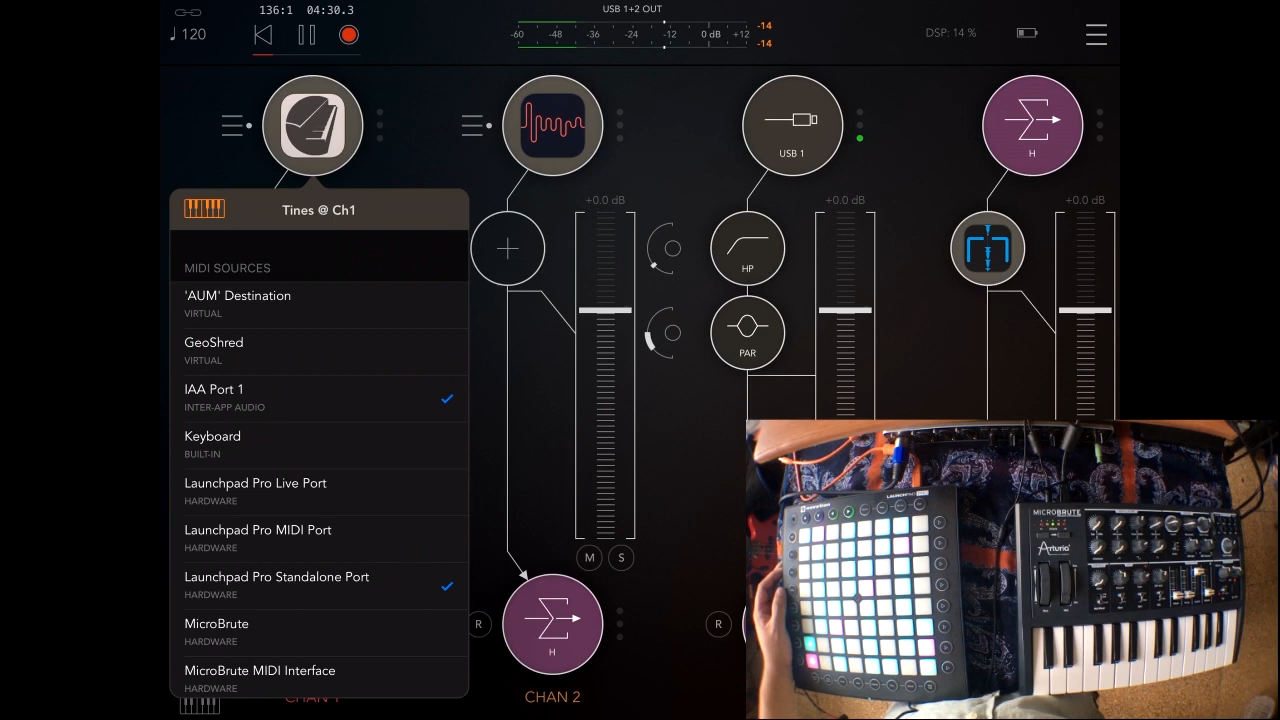 136:1 04:30.3
USB 1+2 OUT
120
-60 -48 -36 -24 -12 0 dB +12
-14
-14
DSP: 14 %
USB 1
H
Tines @ Ch1
MIDI SOURCES
'AUM' Destination
VIRTUAL
GeoShred
VIRTUAL
IAA Port 1
INTER-APP AUDIO
Keyboard
BUILT-IN
Launchpad Pro Live Port
HARDWARE
Launchpad Pro MIDI Port
HARDWARE
Launchpad Pro Standalone Port
HARDWARE
MicroBrute
HARDWARE
MicroBrute MIDI Interface
HARDWARE
+0.0 dB
+0.0 dB
+0.0 dB
HP
PAR
M S
R
H
R
CHAN 1
CHAN 2
LAUNCHPAD
MICROBRUTE
Arturia